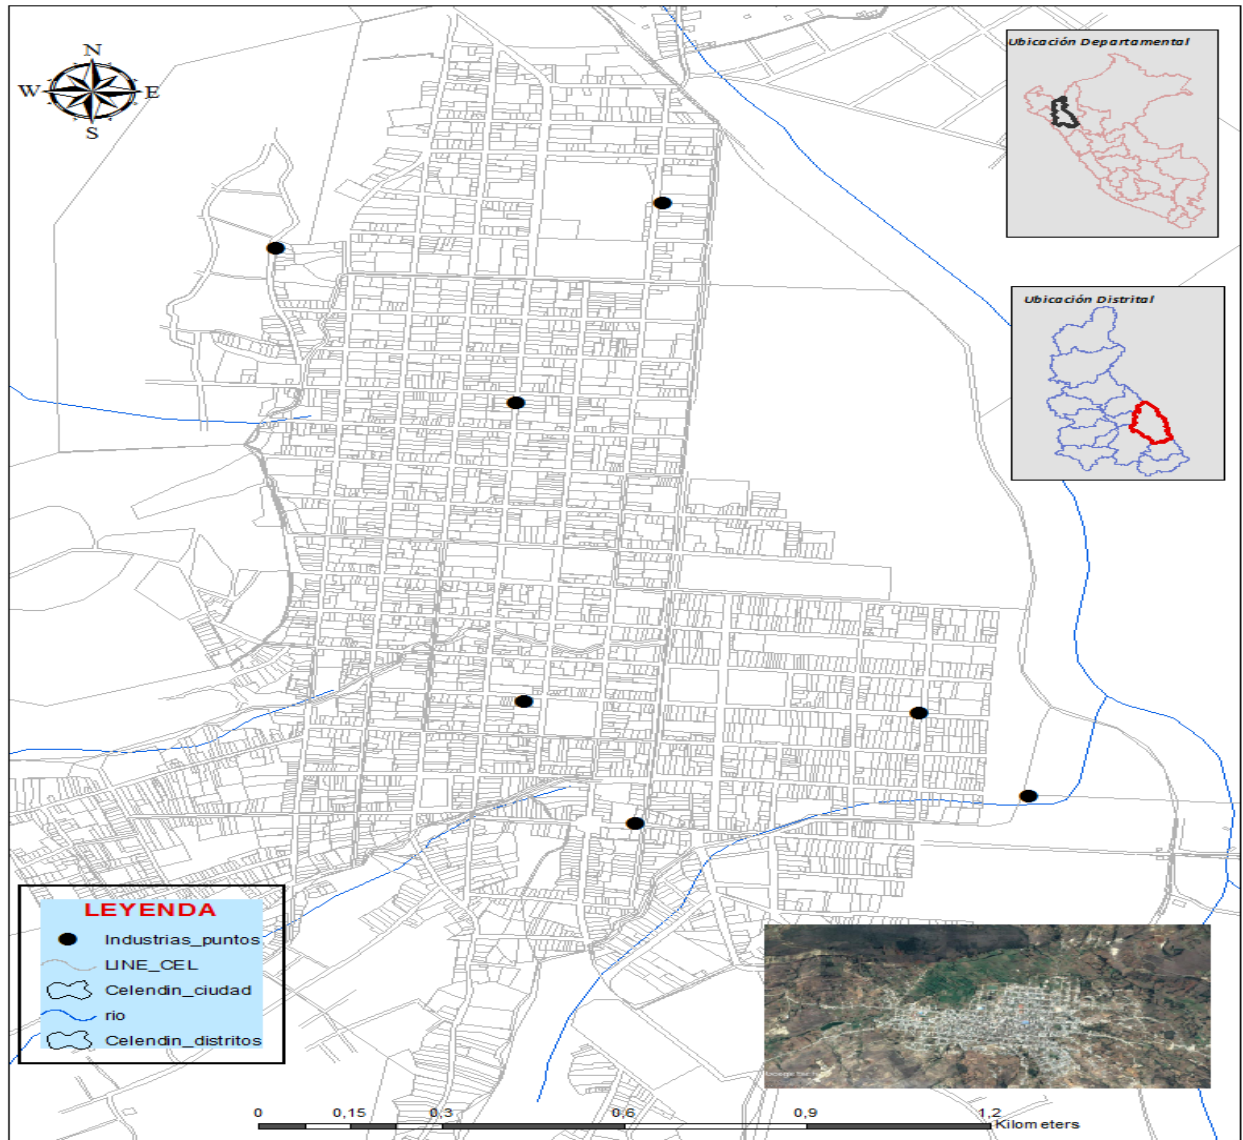 N
W E
S
Ubicación Departamental
Ubicación Distrital
LEYENDA
Industrias_puntos
LINE_CEL
Celendin_ciudad
rio
Celendin_distritos
0 0,15 0,3 0,6 0,9 1,2
Kilometers